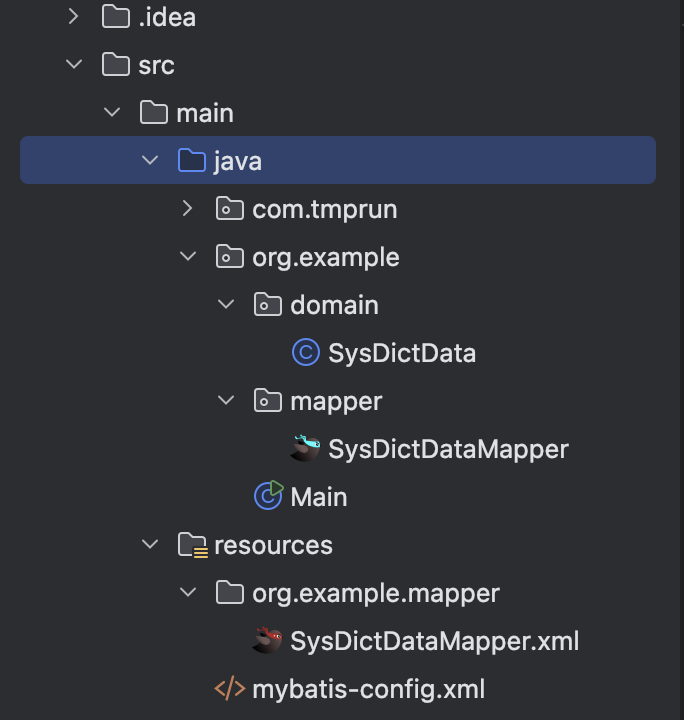 .idea
src
main
java
com.tmprun
org.example
domain
SysDictData
mapper
SysDictDataMapper
Main
resources
org.example.mapper
SysDictDataMapper.xml
mybatis-config.xml